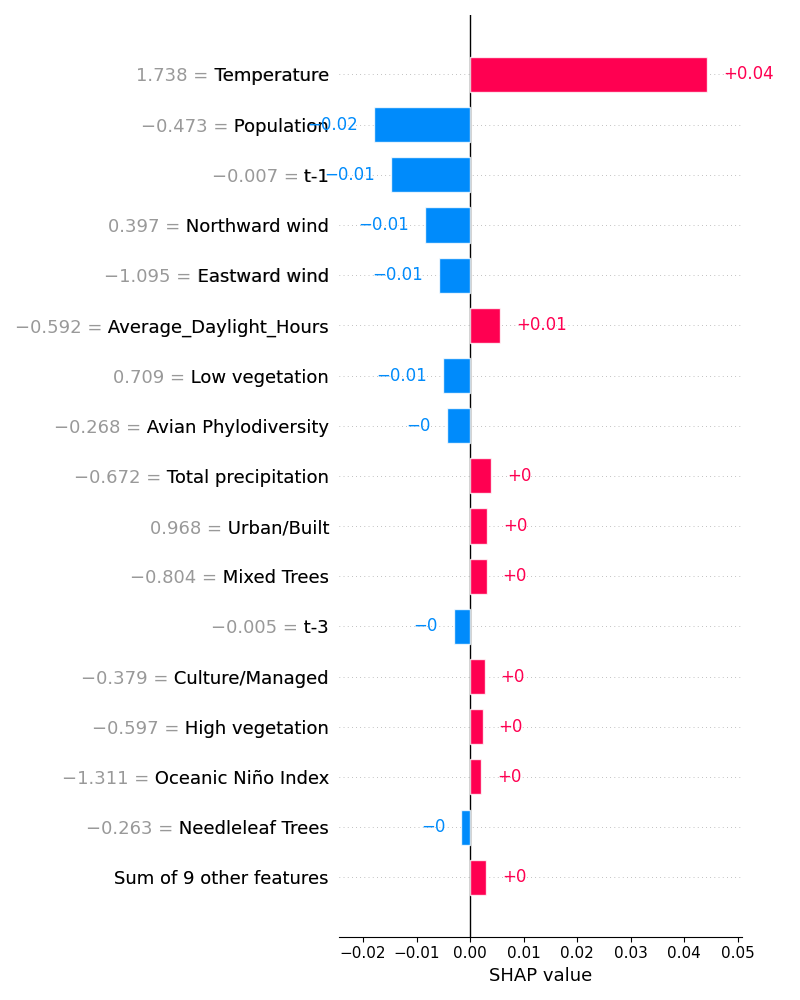 1.738 = Temperature +0.04
−0.473 = Population −0.02
−0.007 = t-1 −0.01
0.397 = Northward wind −0.01
−1.095 = Eastward wind −0.01
−0.592 = Average_Daylight_Hours +0.01
0.709 = Low vegetation −0.01
−0.268 = Avian Phylodiversity −0
−0.672 = Total precipitation +0
0.968 = Urban/Built +0
−0.804 = Mixed Trees +0
−0.005 = t-3 −0
−0.379 = Culture/Managed +0
−0.597 = High vegetation +0
−1.311 = Oceanic Niño Index +0
−0.263 = Needleleaf Trees −0
Sum of 9 other features +0
−0.02 −0.01 0.00 0.01 0.02 0.03 0.04 0.05
SHAP value